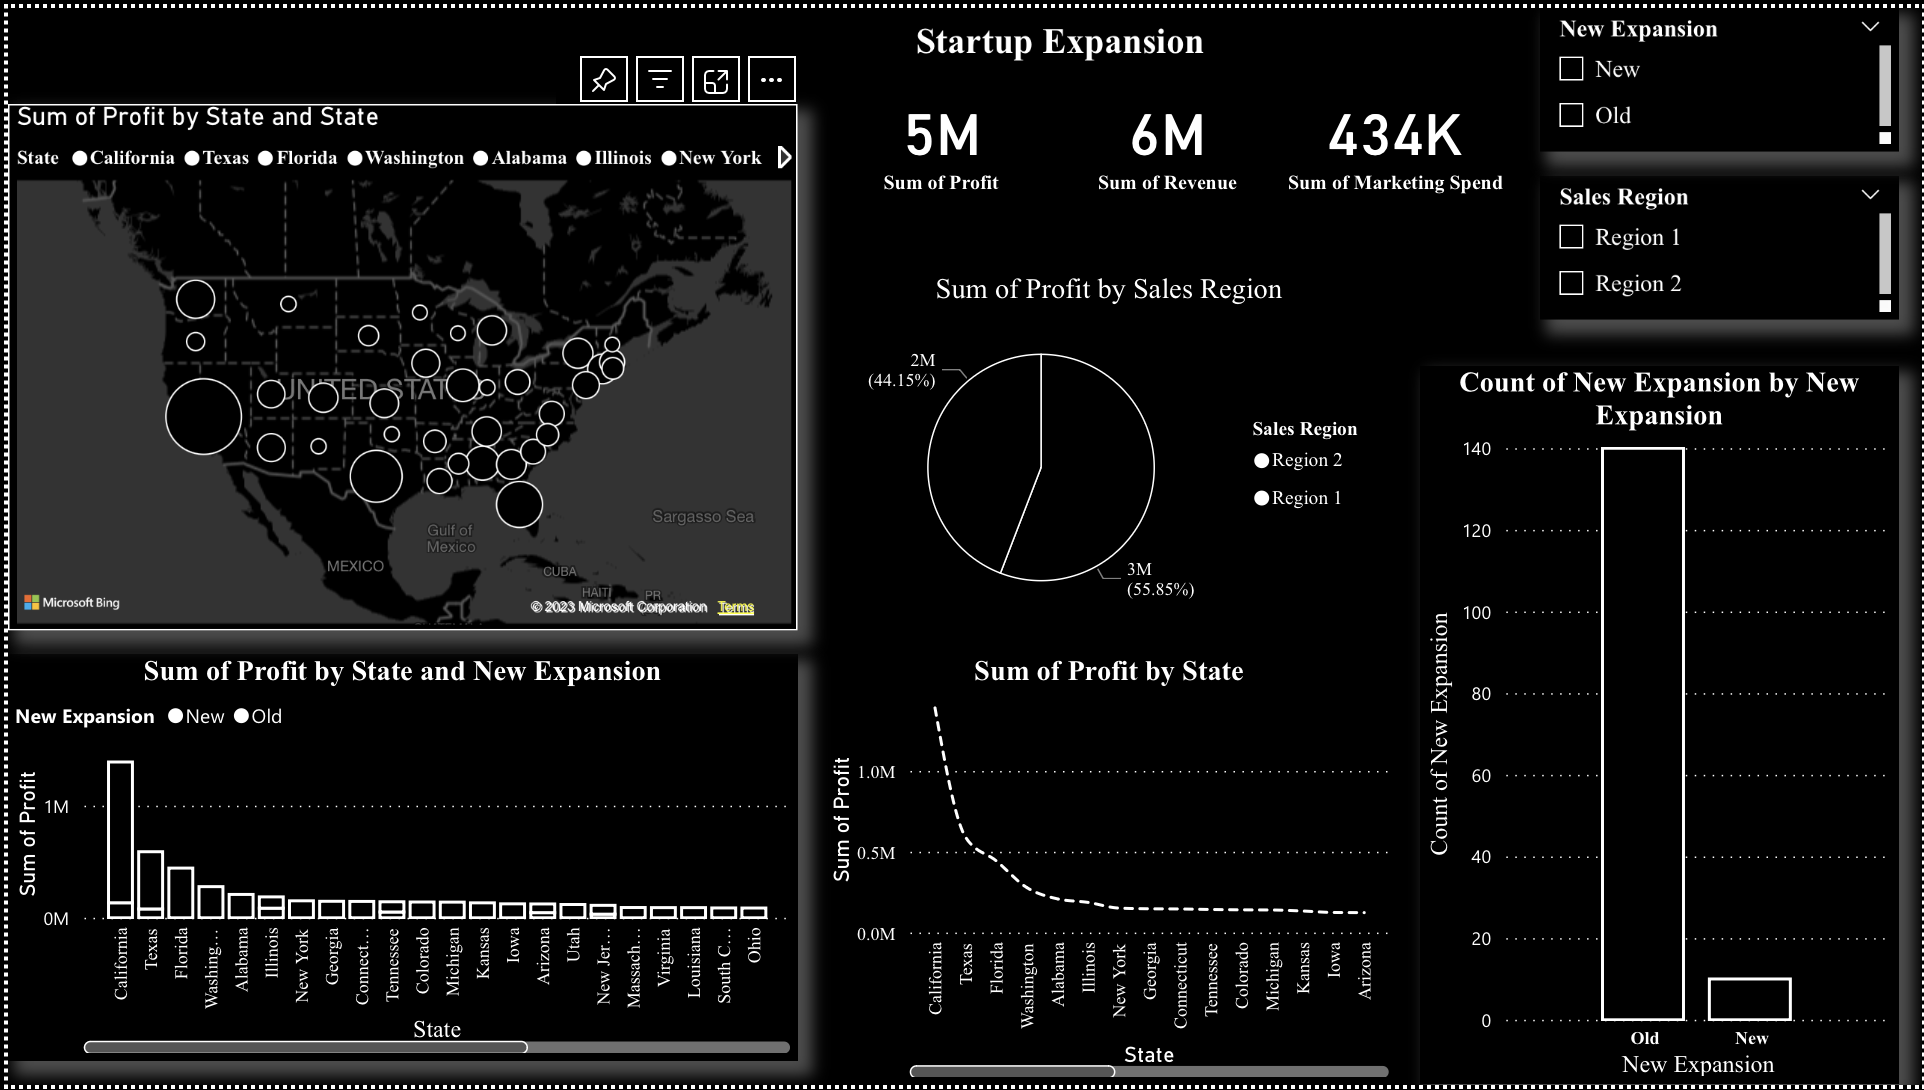 Startup Expansion
New Expansion
New
Old
Sales Region
Region 1
Region 2
5M
Sum of Profit
6M
Sum of Revenue
434K
Sum of Marketing Spend
Sum of Profit by State and State
State California Texas Florida Washington Alabama Illinois New York
UNITED STAT
Gulf of
Mexico
Sargasso Sea
MEXICO
CUBA
HAITI
PR
Microsoft Bing
© 2023 Microsoft Corporation Terms
Sum of Profit by Sales Region
2M
(44.15%)
3M
(55.85%)
Sales Region
Region 2
Region 1
Count of New Expansion by New
Expansion
Count of New Expansion
140
120
100
80
60
40
20
0
Old
New
New Expansion
Sum of Profit by State and New Expansion
New Expansion New Old
Sum of Profit
1M
0M
California
Texas
Florida
Washing...
Alabama
Illinois
New York
Georgia
Connect...
Tennessee
Colorado
Michigan
Kansas
Iowa
Arizona
Utah
New Jer...
Massach...
Virginia
Louisiana
South C...
Ohio
State
Sum of Profit by State
Sum of Profit
1.0M
0.5M
0.0M
California
Texas
Florida
Washington
Alabama
Illinois
New York
Georgia
Connecticut
Tennessee
Colorado
Michigan
Kansas
Iowa
Arizona
State